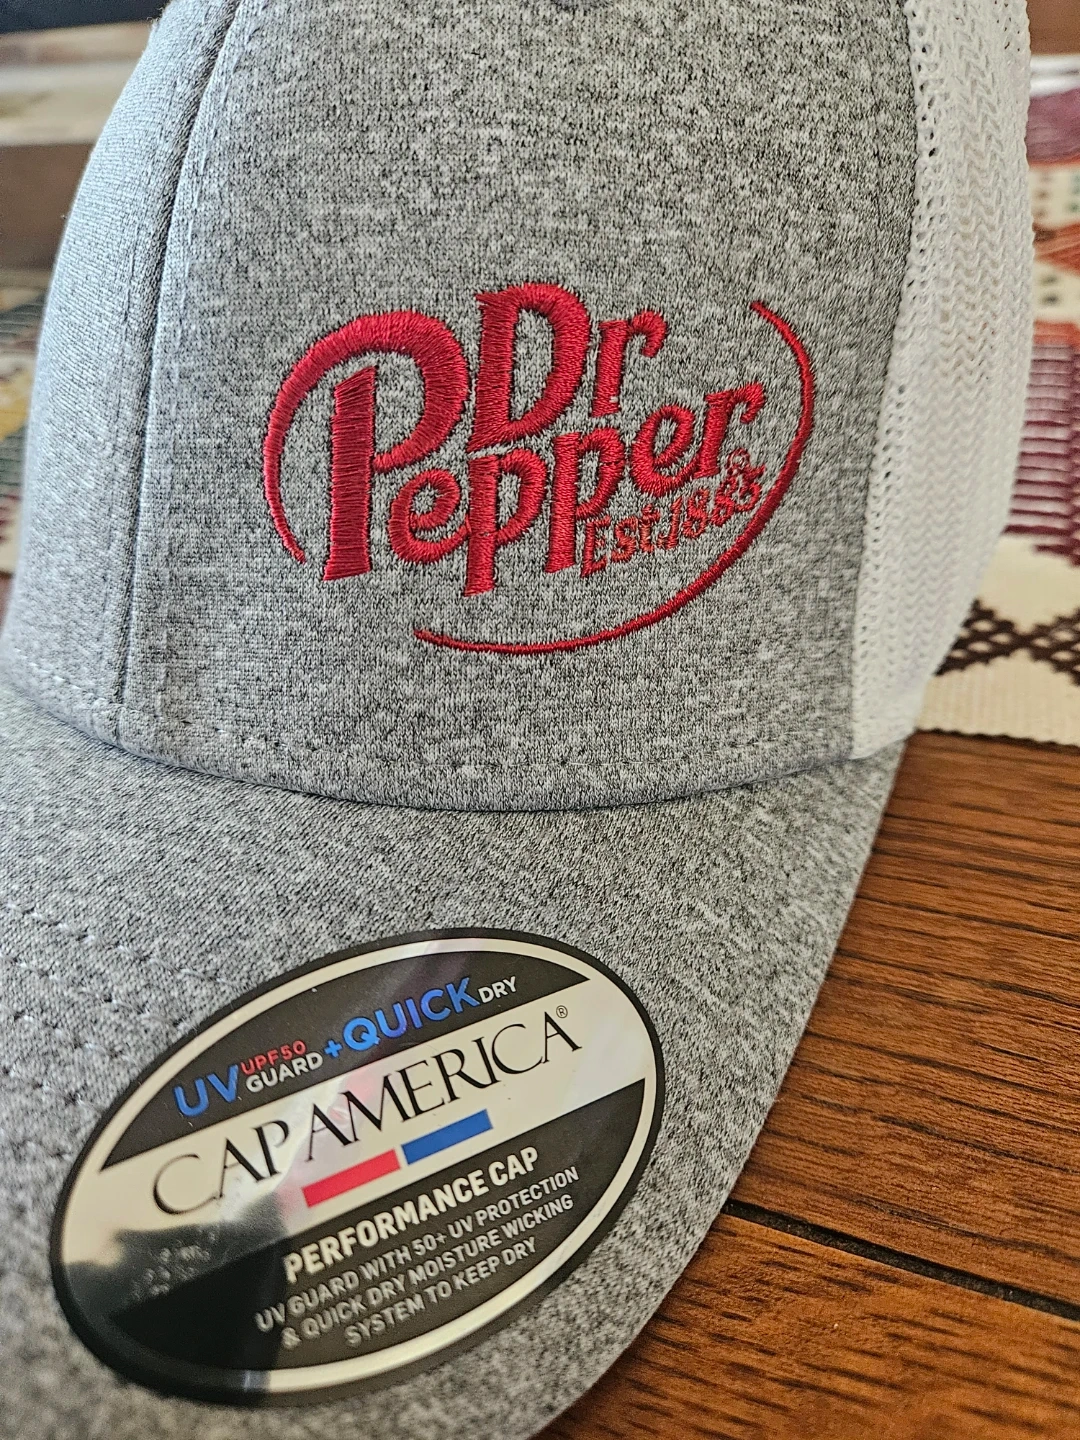 Dr
Pepper
Est. 1885
UV UPF50 GUARD + QUICK DRY
CAP AMERICA®
PERFORMANCE CAP
UV GUARD WITH 50+ UV PROTECTION
& QUICK DRY MOISTURE WICKING
SYSTEM TO KEEP DRY